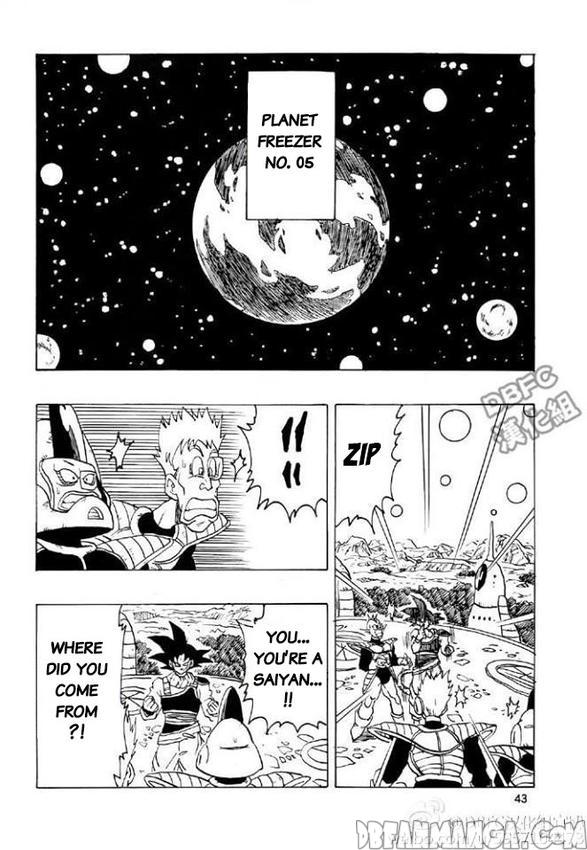 PLANET
FREEZER
NO. 05
DBFC
漢化組
ZIP
!!
!!
YOU...
YOU'RE A
SAIYAN...
!!
WHERE
DID YOU
COME
FROM
?!
43
DBFANMANGA.COM